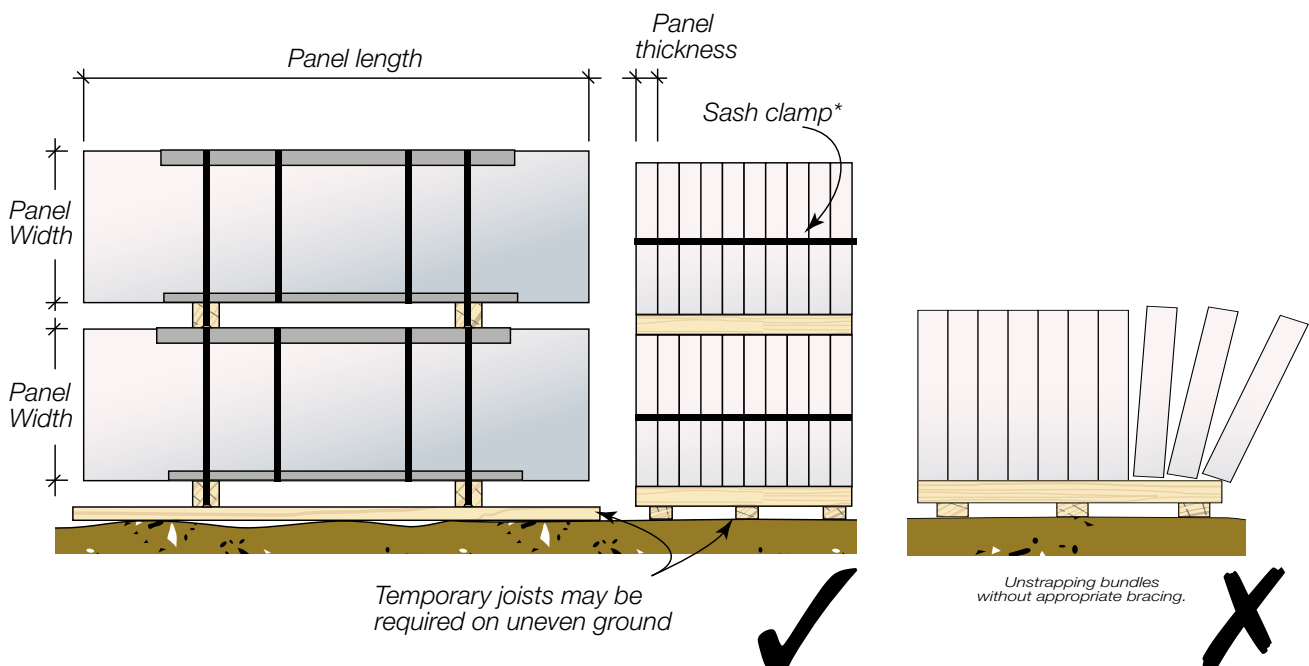 Panel length
Panel
thickness
Sash clamp*
Panel
Width
Panel
Width
Temporary joists may be
required on uneven ground
Unstrapping bundles
without appropriate bracing.